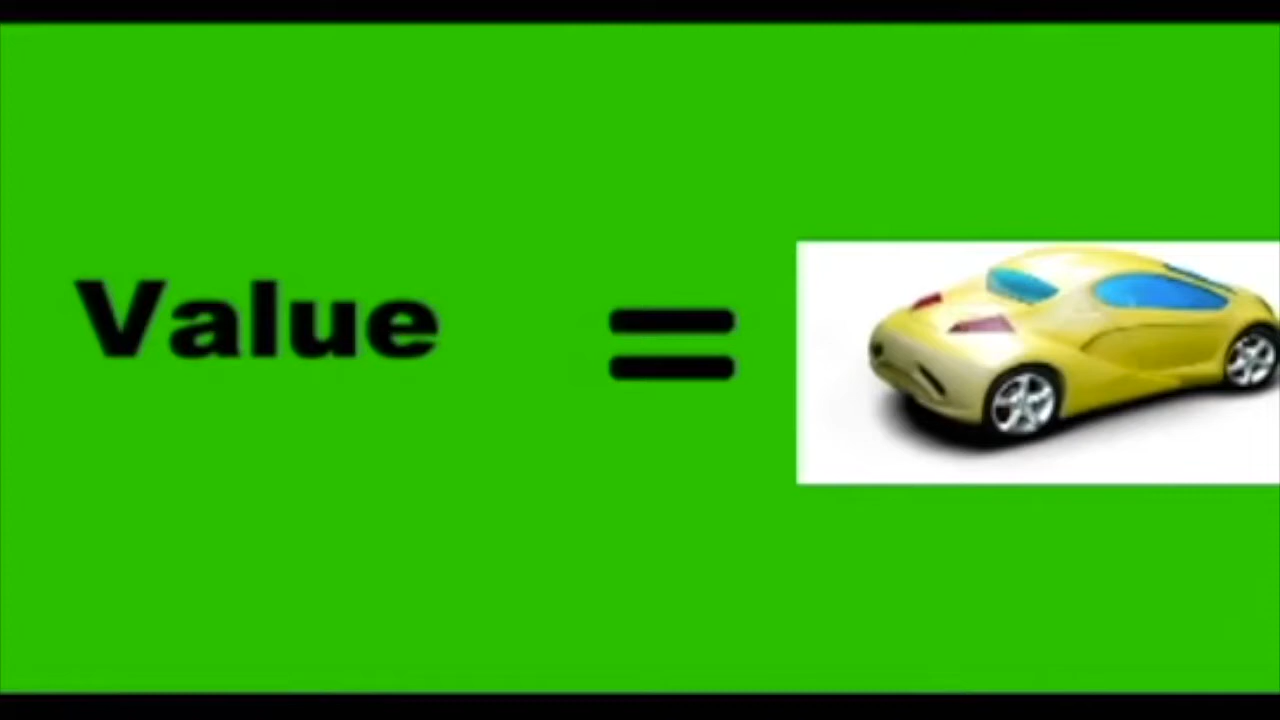 Value =